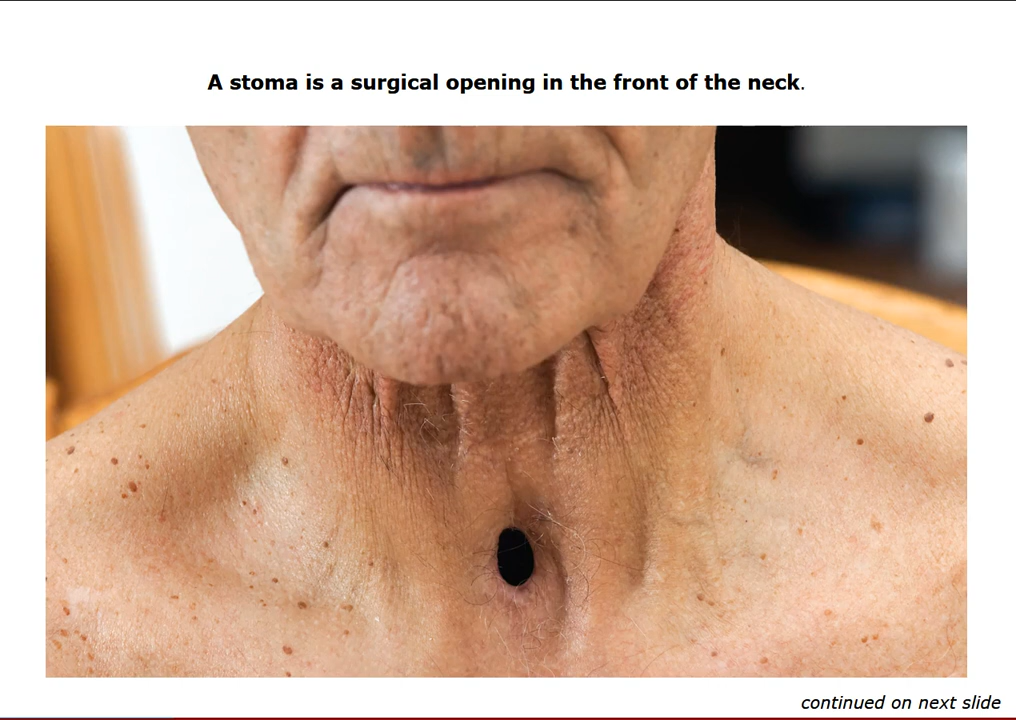 A stoma is a surgical opening in the front of the neck.
continued on next slide